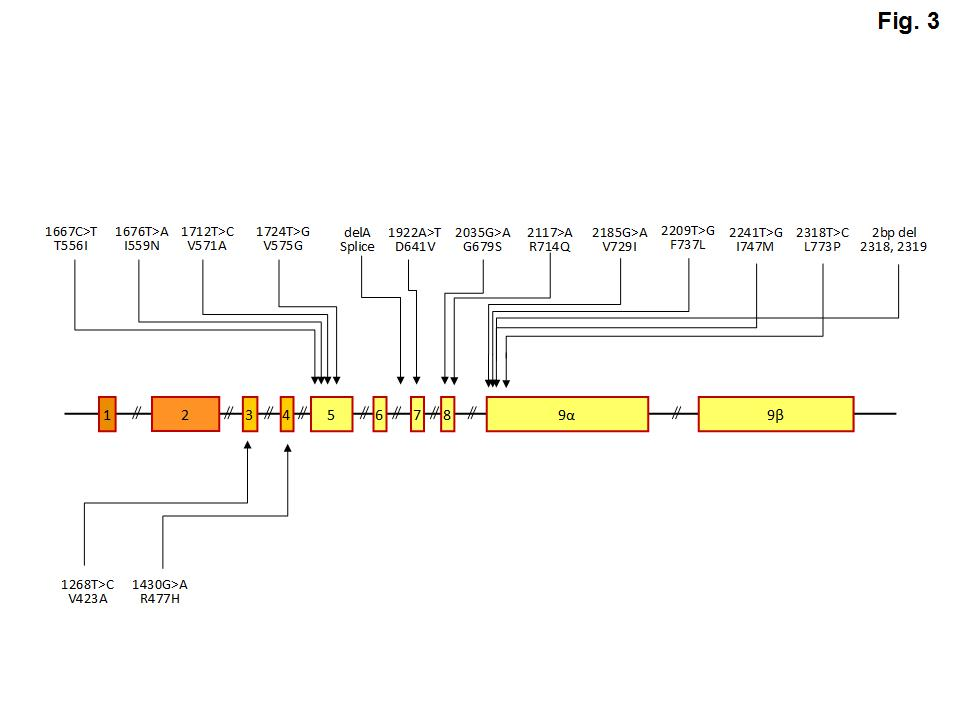 Fig. 3
1667C>T 1676T>A 1712T>C 1724T>G delA 1922A>T 2035G>A 2117>A 2185G>A 2209T>G 2241T>G 2318T>C 2bp del
T556I I559N V571A V575G Splice D641V G679S R714Q V729I F737L I747M L773P 2318, 2319
1 // 2 // 3 // 4 // 5 // 6 // 7 // 8 // 9α // 9β
1268T>C 1430G>A
V423A R477H